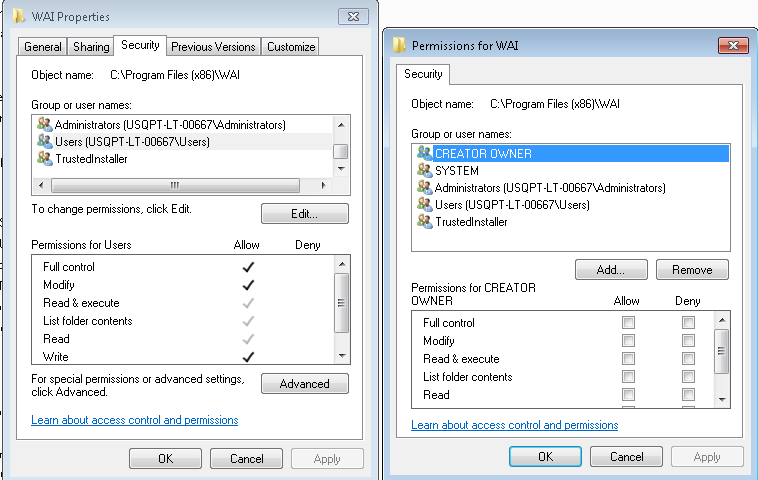 WAI Properties
General
Sharing
Security
Previous Versions
Customize
Object name: C:\Program Files (x86)\WAI
Group or user names:
Administrators (USQPT-LT-00667\Administrators)
Users (USQPT-LT-00667\Users)
TrustedInstaller
To change permissions, click Edit.
Edit...
Permissions for Users
Allow
Deny
Full control
Modify
Read & execute
List folder contents
Read
Write
For special permissions or advanced settings,
click Advanced.
Advanced
Learn about access control and permissions
OK
Cancel
Apply
Permissions for WAI
Security
Object name: C:\Program Files (x86)\WAI
Group or user names:
CREATOR OWNER
SYSTEM
Administrators (USQPT-LT-00667\Administrators)
Users (USQPT-LT-00667\Users)
TrustedInstaller
Add...
Remove
Permissions for CREATOR
OWNER
Allow
Deny
Full control
Modify
Read & execute
List folder contents
Read
Learn about access control and permissions
OK
Cancel
Apply